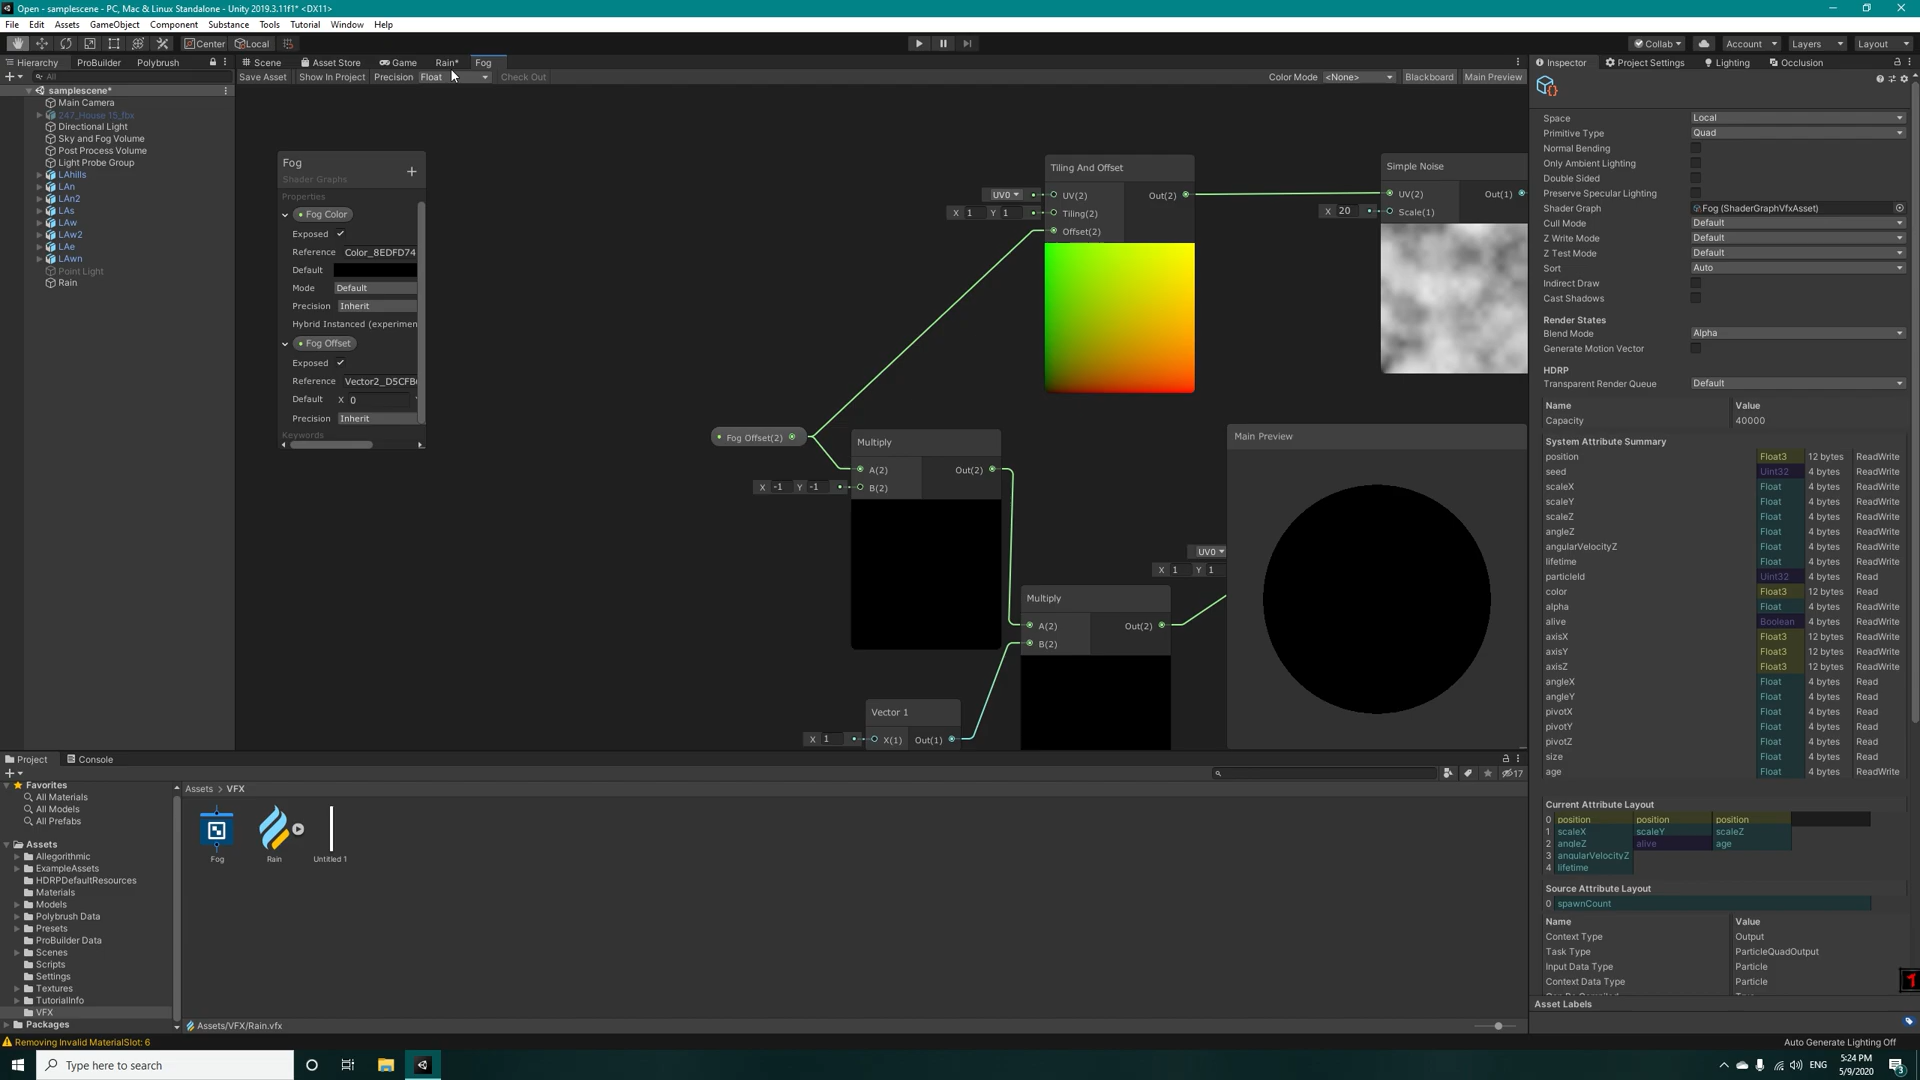 Open - samplescene - PC, Mac & Linux Standalone - Unity 2019.3.11f1* <DX11>
File Edit Assets GameObject Component Substance Tools Tutorial Window Help
Center Local Collab Account Layers Layout
Hierarchy ProBuilder Polybrush Scene Asset Store Game Rain* Fog Inspector Project Settings Lighting Occlusion
All Save Asset Show In Project Precision Float Check Out Color Mode <None> Blackboard Main Preview
samplescene*
Main Camera
247_House 15_fbx
Directional Light
Sky and Fog Volume
Post Process Volume
Light Probe Group
LAhills
LAn
LAn2
LAs
LAw
LAw2
LAe
LAwn
Point Light
Rain
Fog
Shader Graphs
Properties
Fog Color
Exposed
Reference Color_8EDFD74
Default
Mode Default
Precision Inherit
Hybrid Instanced (experimen
Fog Offset
Exposed
Reference Vector2_D5CFB
Default X 0
Precision Inherit
Keywords
Tiling And Offset
UV0 UV(2) Out(2)
X 1 Y 1 Tiling(2)
Offset(2)
Simple Noise
UV(2) Out(1)
X 20 Scale(1)
Fog Offset(2)
Multiply
A(2) Out(2)
X -1 Y -1 B(2)
Main Preview
UV0
X 1 Y 1
Multiply
A(2) Out(2)
B(2)
Vector 1
X 1 X(1) Out(1)
Space Local
Primitive Type Quad
Normal Bending
Only Ambient Lighting
Double Sided
Preserve Specular Lighting
Shader Graph Fog (ShaderGraphVfxAsset)
Cull Mode Default
Z Write Mode Default
Z Test Mode Default
Sort Auto
Indirect Draw
Cast Shadows
Render States
Blend Mode Alpha
Generate Motion Vector
HDRP
Transparent Render Queue Default
Name Value
Capacity 40000
System Attribute Summary
position Float3 12 bytes ReadWrite
seed Uint32 4 bytes ReadWrite
scaleX Float 4 bytes ReadWrite
scaleY Float 4 bytes ReadWrite
scaleZ Float 4 bytes ReadWrite
angleZ Float 4 bytes ReadWrite
angularVelocityZ Float 4 bytes ReadWrite
lifetime Float 4 bytes ReadWrite
particleId Uint32 4 bytes Read
color Float3 12 bytes Read
alpha Float 4 bytes ReadWrite
alive Boolean 4 bytes ReadWrite
axisX Float3 12 bytes ReadWrite
axisY Float3 12 bytes ReadWrite
axisZ Float3 12 bytes ReadWrite
angleX Float 4 bytes Read
angleY Float 4 bytes Read
pivotX Float 4 bytes Read
pivotY Float 4 bytes Read
pivotZ Float 4 bytes Read
size Float 4 bytes Read
age Float 4 bytes ReadWrite
Current Attribute Layout
0 position position position
1 scaleX scaleY scaleZ
2 angleZ alive age
3 angularVelocityZ
4 lifetime
Source Attribute Layout
0 spawnCount
Name Value
Context Type Output
Task Type ParticleQuadOutput
Input Data Type Particle
Context Data Type Particle
Asset Labels
Project Console
17
Favorites
All Materials
All Models
All Prefabs
Assets
Allegorithmic
ExampleAssets
HDRPDefaultResources
Materials
Models
Polybrush Data
Presets
ProBuilder Data
Scenes
Scripts
Settings
Textures
TutorialInfo
VFX
Packages
Assets > VFX
Fog Rain Untitled 1
Assets/VFX/Rain.vfx
1
Removing Invalid MaterialSlot: 6
Auto Generate Lighting Off
Type here to search
ENG
5:24 PM
5/9/2020
3